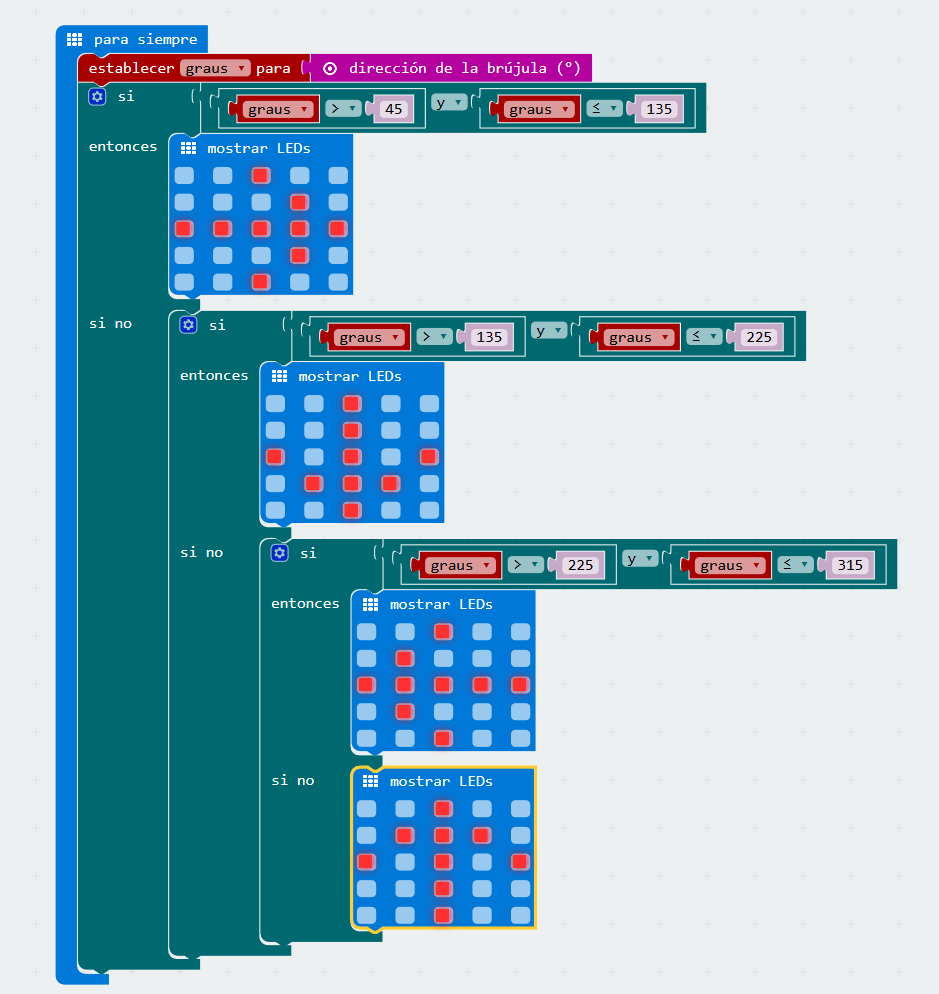 para siempre
establecer graus para dirección de la brújula (°)
si graus > 45 y graus ≤ 135
entonces mostrar LEDs
si no si graus > 135 y graus ≤ 225
entonces mostrar LEDs
si no si graus > 225 y graus ≤ 315
entonces mostrar LEDs
si no mostrar LEDs